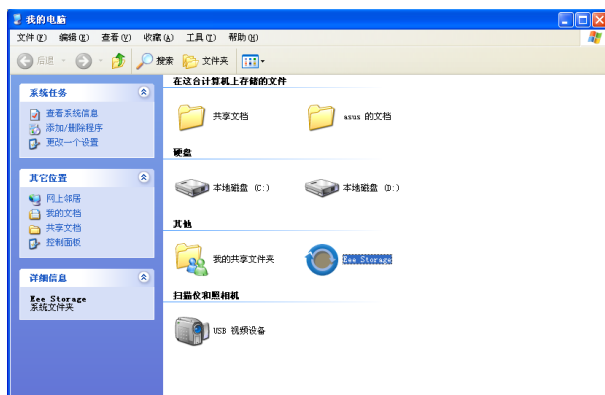 我的电脑
文件(F) 编辑(E) 查看(V) 收藏(A) 工具(T) 帮助(H)
后退 搜索 文件夹
系统任务
查看系统信息
添加/删除程序
更改一个设置
其它位置
网上邻居
我的文档
共享文档
控制面板
详细信息
Eee Storage
系统文件夹
在这台计算机上存储的文件
共享文档 asus 的文档
硬盘
本地磁盘 (C:) 本地磁盘 (D:)
其他
我的共享文件夹 Eee Storage
扫描仪和照相机
USB 视频设备